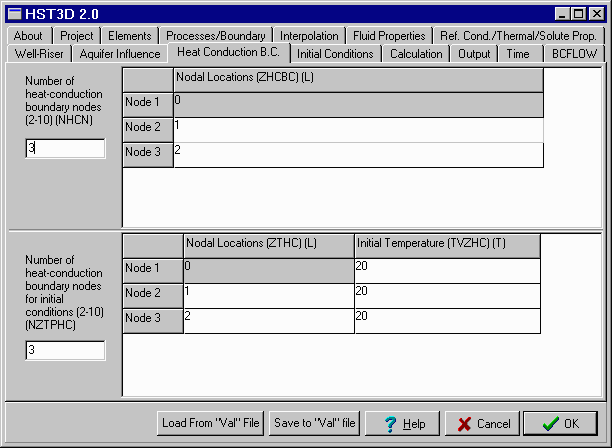 HST3D 2.0
About Project Elements Processes/Boundary Interpolation Fluid Properties Ref. Cond./Thermal/Solute Prop.
Well-Riser Aquifer Influence Heat Conduction B.C. Initial Conditions Calculation Output Time BCFLOW
Number of
heat-conduction
boundary nodes
(2-10) (NHCN)
3
Nodal Locations (ZHCBC) (L)
Node 1 0
Node 2 1
Node 3 2
Number of
heat-conduction
boundary nodes
for initial
conditions (2-10)
(NZTPHC)
3
Nodal Locations (ZTHC) (L) Initial Temperature (TVZHC) (T)
Node 1 0 20
Node 2 1 20
Node 3 2 20
Load From "Val" File Save to "Val" file ? Help Cancel OK